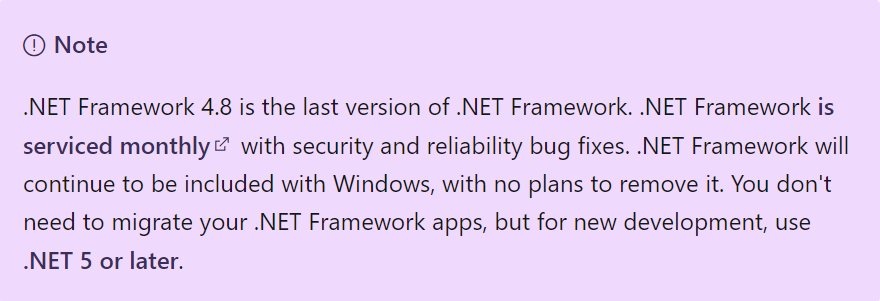 Note
.NET Framework 4.8 is the last version of .NET Framework. .NET Framework is
serviced monthly with security and reliability bug fixes. .NET Framework will
continue to be included with Windows, with no plans to remove it. You don't
need to migrate your .NET Framework apps, but for new development, use
.NET 5 or later.